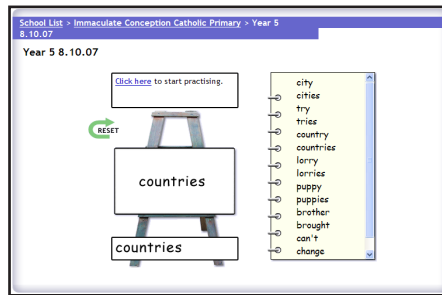 School List > Immaculate Conception Catholic Primary > Year 5
8.10.07
Year 5 8.10.07
Click here to start practising.
RESET
countries
countries
city
cities
try
tries
country
countries
lorry
lorries
puppy
puppies
brother
brought
can't
change